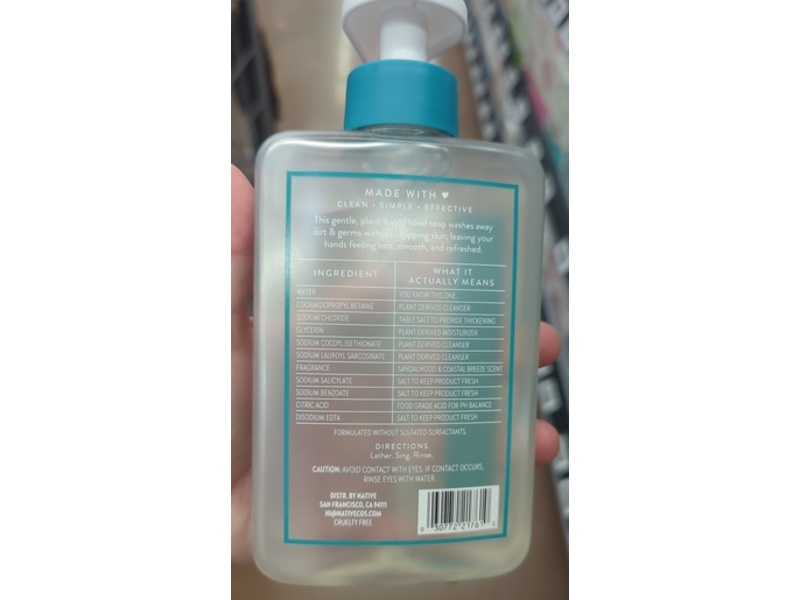 MADE WITH ♥
CLEAN • SIMPLE • EFFECTIVE
This gentle, plant-based hand soap washes away
dirt & germs without stripping skin, leaving your
hands feeling soft, smooth, and refreshed.
INGREDIENT WHAT IT ACTUALLY MEANS
WATER YOU KNOW THIS ONE.
COCAMIDOPROPYL BETAINE PLANT DERIVED CLEANSER
SODIUM CHLORIDE TABLE SALT TO PROVIDE THICKENING
GLYCERIN PLANT DERIVED MOISTURIZER
SODIUM COCOYL ISETHIONATE PLANT DERIVED CLEANSER
SODIUM LAUROYL SARCOSINATE PLANT DERIVED CLEANSER
FRAGRANCE SANDALWOOD & COASTAL BREEZE SCENT
SODIUM SALICYLATE SALT TO KEEP PRODUCT FRESH
SODIUM BENZOATE SALT TO KEEP PRODUCT FRESH
CITRIC ACID FOOD GRADE ACID FOR PH BALANCE
DISODIUM EDTA SALT TO KEEP PRODUCT FRESH
FORMULATED WITHOUT SULFATED SURFACTANTS.
DIRECTIONS
Lather. Sing. Rinse.
CAUTION: AVOID CONTACT WITH EYES. IF CONTACT OCCURS,
RINSE EYES WITH WATER.
DISTR. BY NATIVE
SAN FRANCISCO, CA 94111
HI@NATIVECOS.COM
CRUELTY FREE
30772 21761